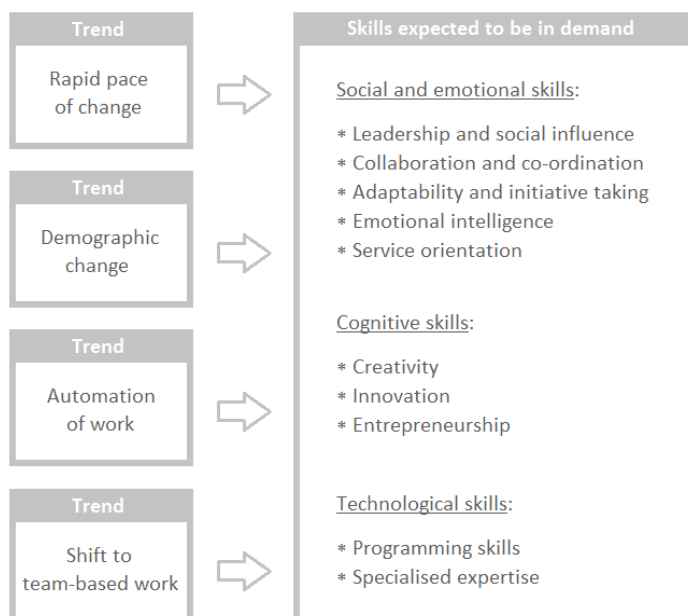 Trend
Rapid pace
of change
Trend
Demographic
change
Trend
Automation
of work
Trend
Shift to
team-based work
Skills expected to be in demand
Social and emotional skills:
* Leadership and social influence
* Collaboration and co-ordination
* Adaptability and initiative taking
* Emotional intelligence
* Service orientation
Cognitive skills:
* Creativity
* Innovation
* Entrepreneurship
Technological skills:
* Programming skills
* Specialised expertise